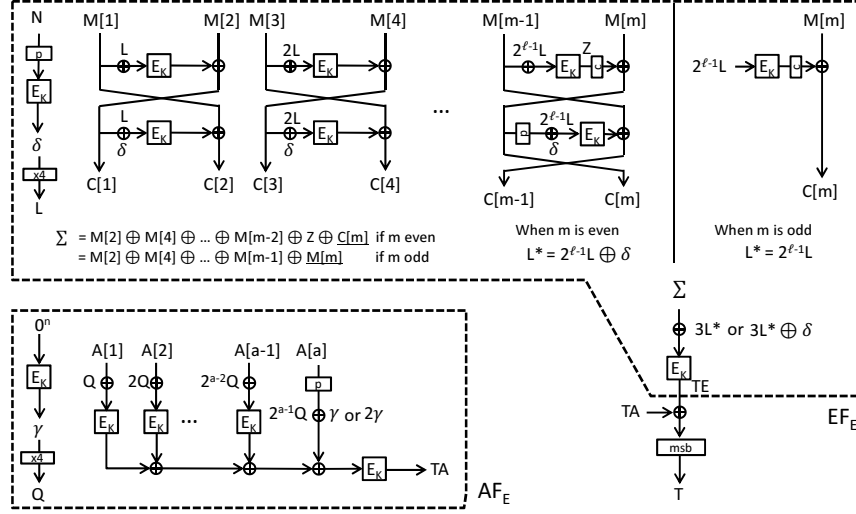 N
M[1] M[2] M[3] M[4] M[m-1] M[m] M[m]
p
E_K
δ
x4
L
L E_K 2L E_K 2^{ℓ-1}L E_K Z c 2^{ℓ-1}L E_K c
...
L E_K 2L E_K p 2^{ℓ-1}L E_K
δ δ δ
C[1] C[2] C[3] C[4] C[m-1] C[m] C[m]
Σ = M[2] ⊕ M[4] ⊕ ... ⊕ M[m-2] ⊕ Z ⊕ C[m] if m even
= M[2] ⊕ M[4] ⊕ ... ⊕ M[m-1] ⊕ M[m] if m odd
When m is even
L* = 2^{ℓ-1}L ⊕ δ
When m is odd
L* = 2^{ℓ-1}L
Σ
3L* or 3L* ⊕ δ
E_K
TE
TA
EF_E
msb
T
0^n
E_K
γ
x4
Q
A[1] A[2] A[a-1] A[a]
Q 2Q 2^{a-2}Q p
E_K E_K ... E_K 2^{a-1}Q γ or 2γ
E_K TA
AF_E